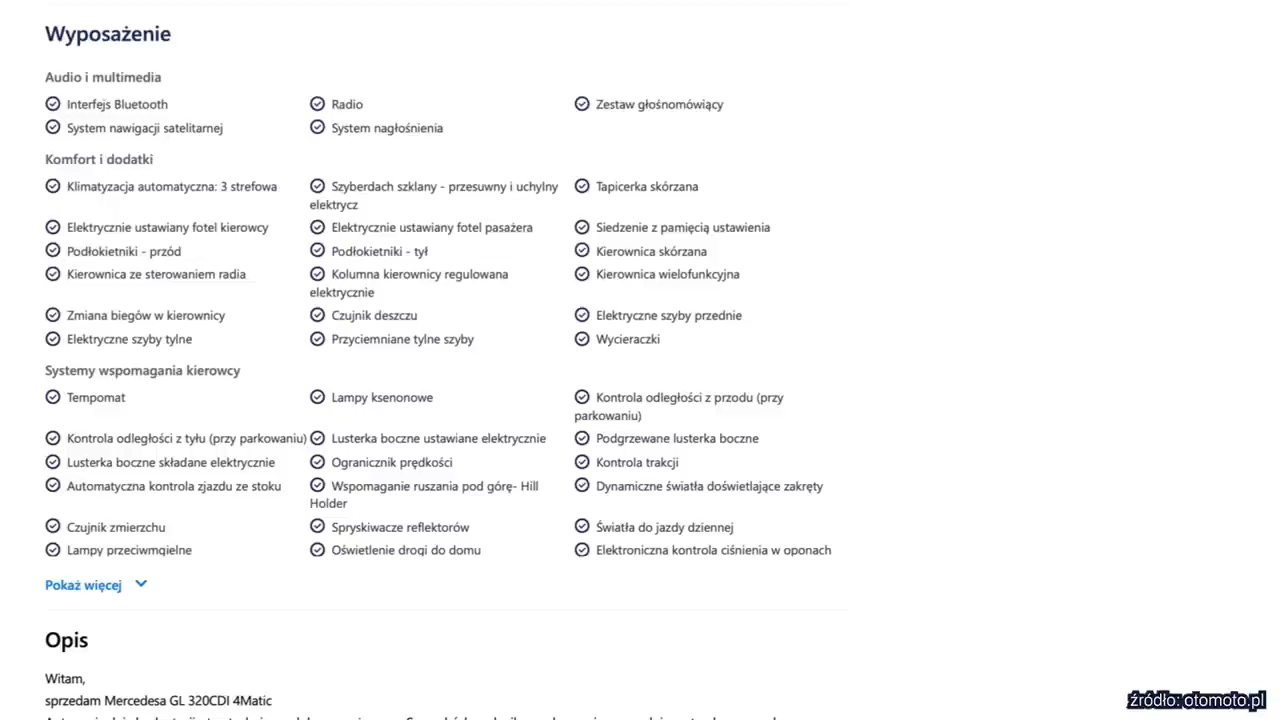 Wyposażenie
Audio i multimedia
Interfejs Bluetooth
Radio
Zestaw głośnomówiący
System nawigacji satelitarnej
System nagłośnienia
Komfort i dodatki
Klimatyzacja automatyczna: 3 strefowa
Szyberdach szklany - przesuwny i uchylny
elektrycz
Tapicerka skórzana
Elektrycznie ustawiany fotel kierowcy
Elektrycznie ustawiany fotel pasażera
Siedzenie z pamięcią ustawienia
Podłokietniki - przód
Podłokietniki - tył
Kierownica skórzana
Kierownica ze sterowaniem radia
Kolumna kierownicy regulowana
elektrycznie
Kierownica wielofunkcyjna
Zmiana biegów w kierownicy
Czujnik deszczu
Elektryczne szyby przednie
Elektryczne szyby tylne
Przyciemniane tylne szyby
Wycieraczki
Systemy wspomagania kierowcy
Tempomat
Lampy ksenonowe
Kontrola odległości z przodu (przy
parkowaniu)
Kontrola odległości z tyłu (przy parkowaniu)
Lusterka boczne ustawiane elektrycznie
Podgrzewane lusterka boczne
Lusterka boczne składane elektrycznie
Ogranicznik prędkości
Kontrola trakcji
Automatyczna kontrola zjazdu ze stoku
Wspomaganie ruszania pod górę- Hill
Holder
Dynamiczne światła doświetlające zakręty
Czujnik zmierzchu
Spryskiwacze reflektorów
Światła do jazdy dziennej
Lampy przeciwmgielne
Oświetlenie drogi do domu
Elektroniczna kontrola ciśnienia w oponach
Pokaż więcej
Opis
Witam,
sprzedam Mercedesa GL 320CDI 4Matic
źródło: otomoto.pl